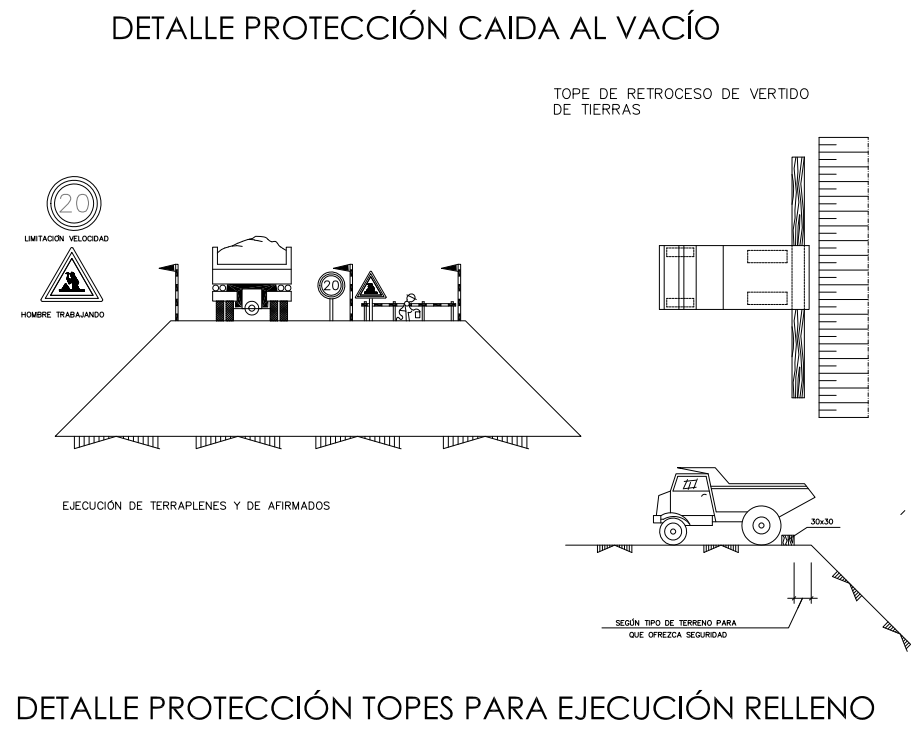 DETALLE PROTECCIÓN CAIDA AL VACÍO
TOPE DE RETROCESO DE VERTIDO
DE TIERRAS
20
LIMITACIÓN VELOCIDAD
HOMBRE TRABAJANDO
20
EJECUCIÓN DE TERRAPLENES Y DE AFIRMADOS
30x30
SEGÚN TIPO DE TERRENO PARA
QUE OFREZCA SEGURIDAD
DETALLE PROTECCIÓN TOPES PARA EJECUCIÓN RELLENO